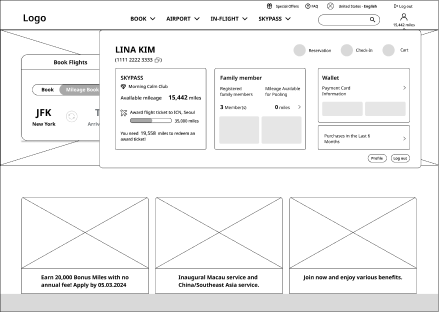 Special Offers
FAQ
United States - English
Log out
Logo
BOOK
AIRPORT
IN-FLIGHT
SKYPASS
15,442 miles
Book Flights
Book
Mileage Book
JFK
New York
T
Arriv
LINA KIM
(1111 2222 3333)
Reservation
Check-in
Cart
SKYPASS
Morning Calm Club
Available mileage 15,442 miles
Award flight ticket to ICN, Seoul
35,000 miles
You need 19,558 miles to redeem an
award ticket!
Family member
Registered
family members
Mileage Available
for Pooling
3 Member(s)
0 miles
Wallet
Payment Card
Information
Purchases in the Last 6
Months
Profile
Log out
Earn 20,000 Bonus Miles with no
annual fee! Apply by 05.03.2024
Inaugural Macau service and
China/Southeast Asia service.
Join now and enjoy various benefits.